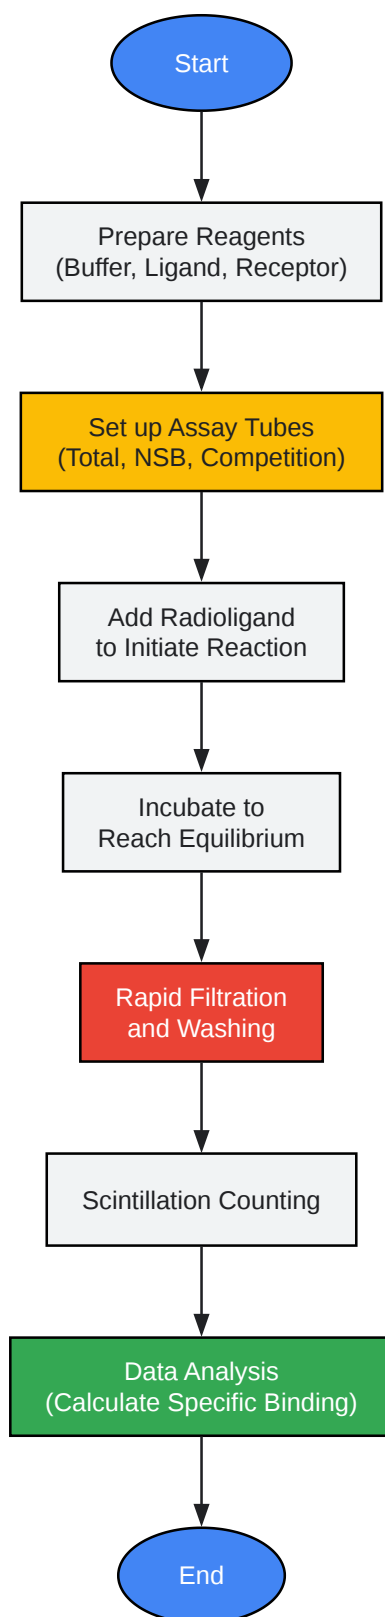 Start
Prepare Reagents
(Buffer, Ligand, Receptor)
Set up Assay Tubes
(Total, NSB, Competition)
Add Radioligand
to Initiate Reaction
Incubate to
Reach Equilibrium
Rapid Filtration
and Washing
Scintillation Counting
Data Analysis
(Calculate Specific Binding)
End